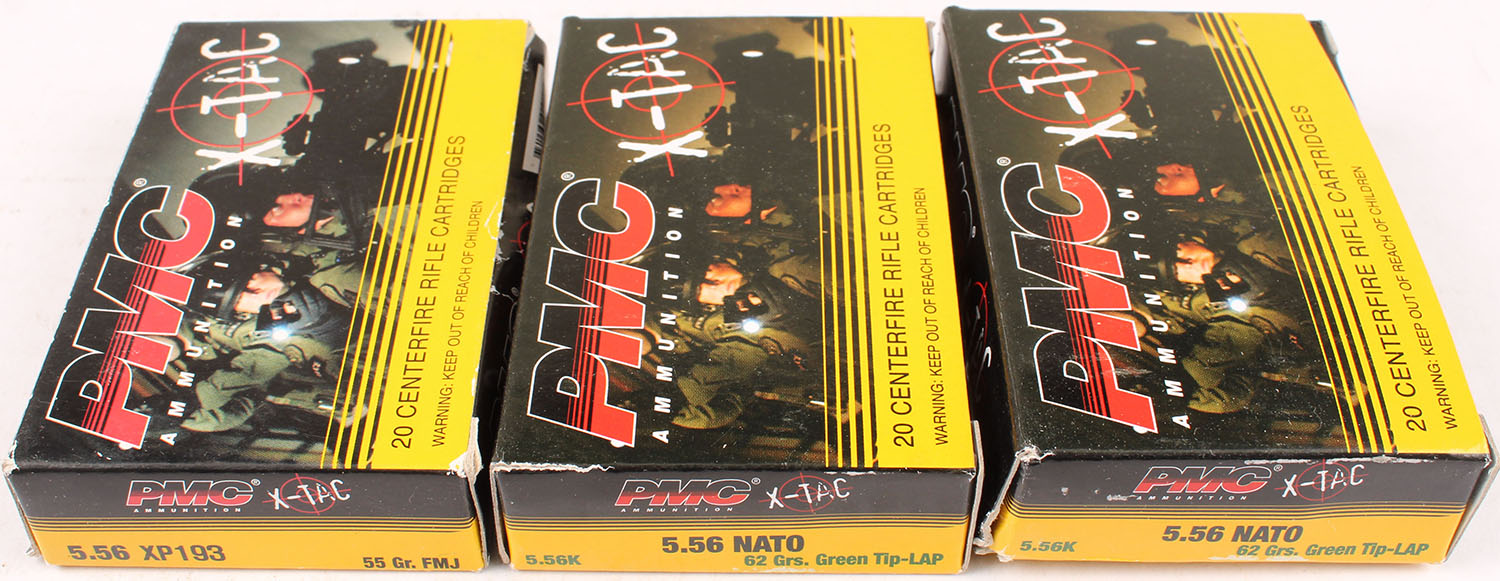 X-TAC
PMC®
AMMUNITION
20 CENTERFIRE RIFLE CARTRIDGES
WARNING: KEEP OUT OF REACH OF CHILDREN
PMC® X-TAC
AMMUNITION
5.56 XP193
55 Gr. FMJ
X-TAC
PMC®
AMMUNITION
20 CENTERFIRE RIFLE CARTRIDGES
WARNING: KEEP OUT OF REACH OF CHILDREN
PMC® X-TAC
AMMUNITION
5.56 NATO
5.56K 62 Grs. Green Tip-LAP
X-TAC
PMC®
AMMUNITION
20 CENTERFIRE RIFLE CARTRIDGES
WARNING: KEEP OUT OF REACH OF CHILDREN
PMC® X-TAC
AMMUNITION
5.56 NATO
5.56K 62 Grs. Green Tip-LAP